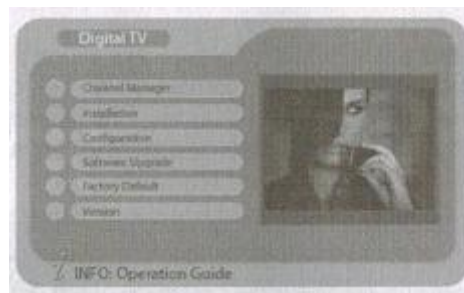 Digital TV
Channel Manager
Installation
Configuration
Software Upgrade
Factory Default
Version
INFO: Operation Guide